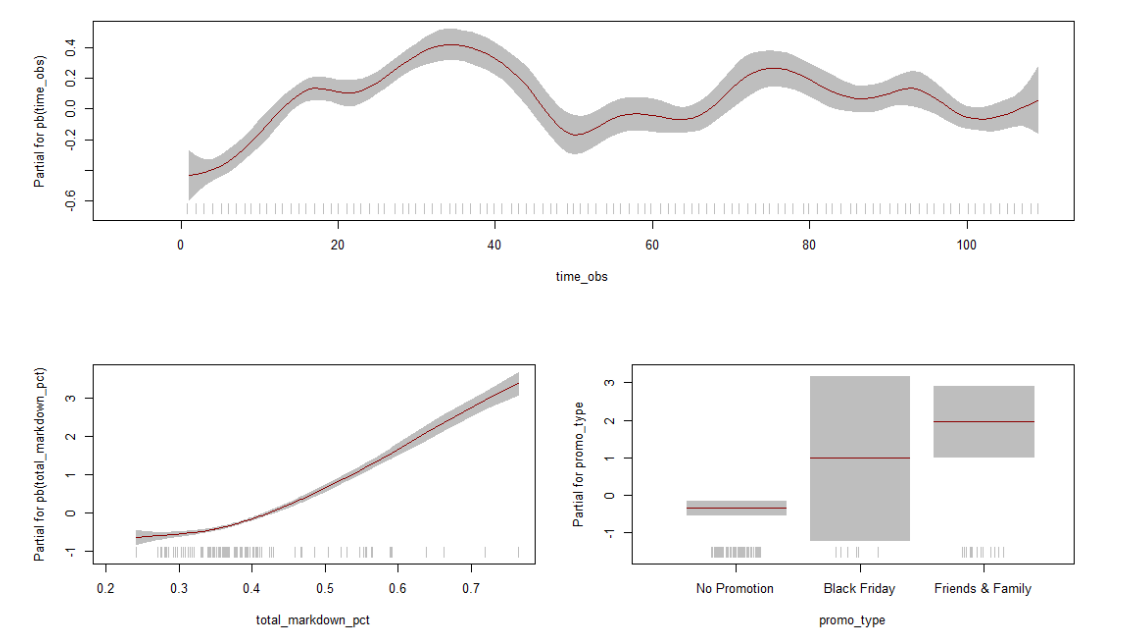 Partial for pb(time_obs)
0.4
0.2
0.0
-0.2
-0.6
0 20 40 60 80 100
time_obs
Partial for pb(total_markdown_pct)
3
2
1
0
-1
0.2 0.3 0.4 0.5 0.6 0.7
total_markdown_pct
Partial for promo_type
3
2
1
0
-1
No Promotion Black Friday Friends & Family
promo_type